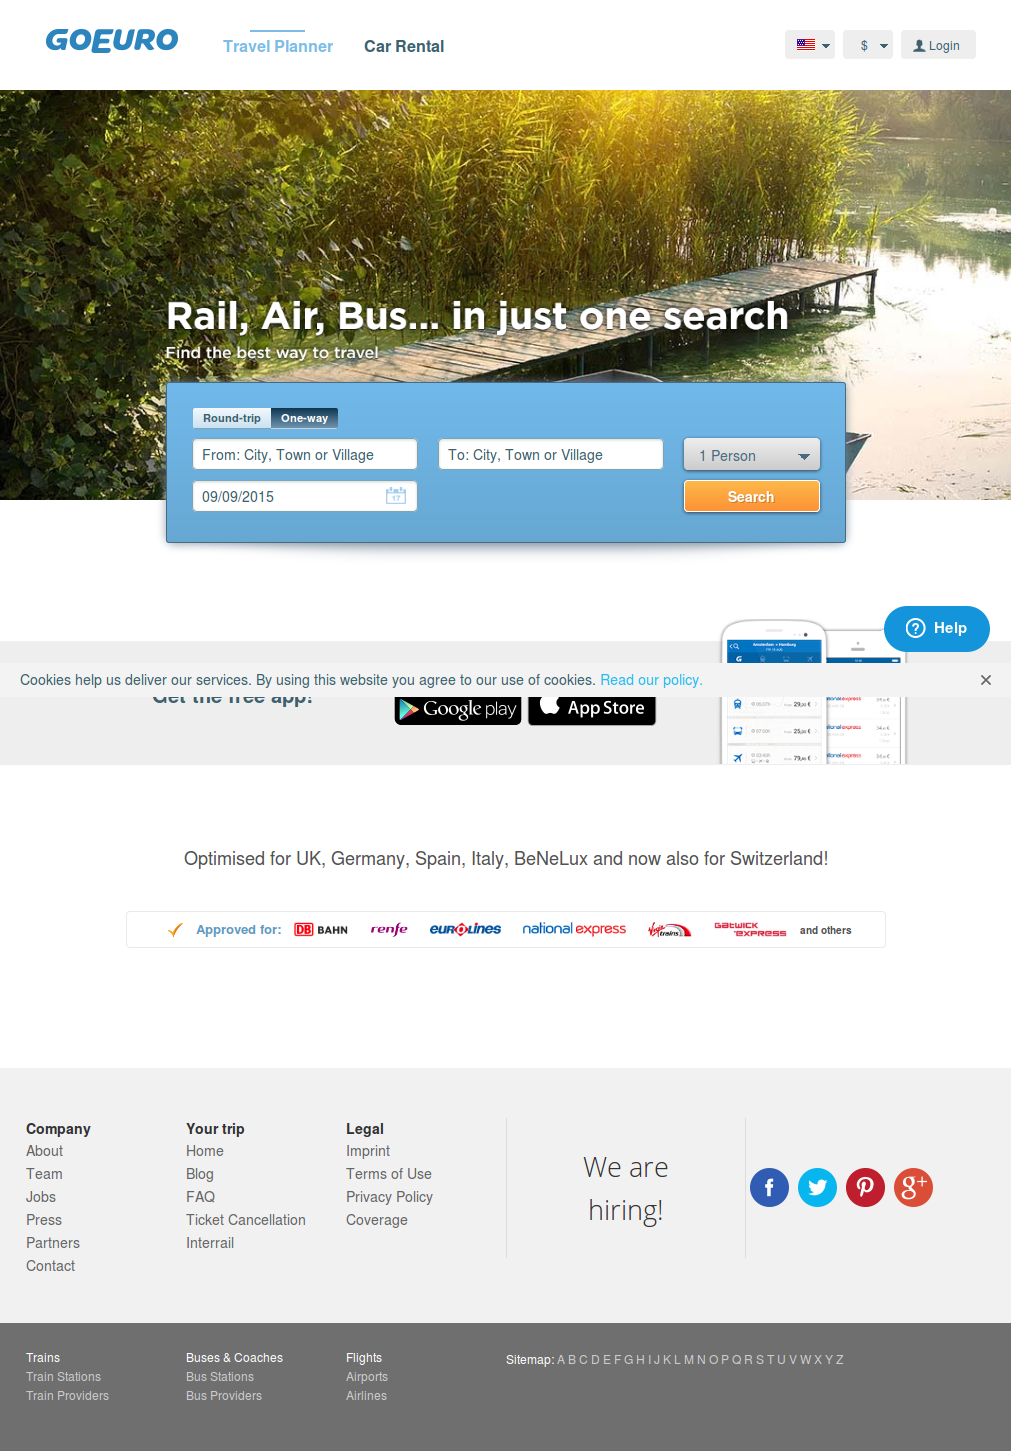 GOEURO
Travel Planner
Car Rental
$
Login
Rail, Air, Bus... in just one search
Find the best way to travel
Round-trip
One-way
From: City, Town or Village
To: City, Town or Village
1 Person
09/09/2015
17
Search
Help
Cookies help us deliver our services. By using this website you agree to our use of cookies. Read our policy.
Get the free app!
Google play
App Store
Optimised for UK, Germany, Spain, Italy, BeNeLux and now also for Switzerland!
Approved for:
DB BAHN
renfe
eurolines
national express
Virgin trains
Gatwick express
and others
Company
About
Team
Jobs
Press
Partners
Contact
Your trip
Home
Blog
FAQ
Ticket Cancellation
Interrail
Legal
Imprint
Terms of Use
Privacy Policy
Coverage
We are
hiring!
Trains
Train Stations
Train Providers
Buses & Coaches
Bus Stations
Bus Providers
Flights
Airports
Airlines
Sitemap: A B C D E F G H I J K L M N O P Q R S T U V W X Y Z